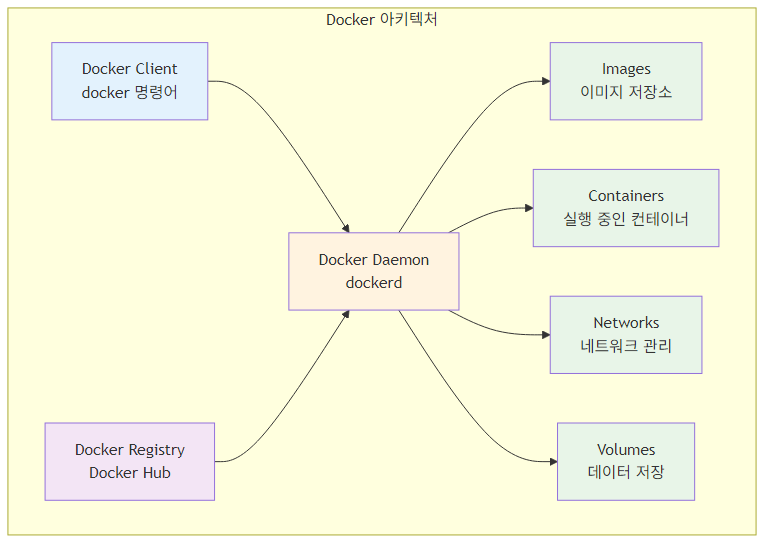 Docker 아키텍처
Docker Client
docker 명령어
Docker Registry
Docker Hub
Docker Daemon
dockerd
Images
이미지 저장소
Containers
실행 중인 컨테이너
Networks
네트워크 관리
Volumes
데이터 저장